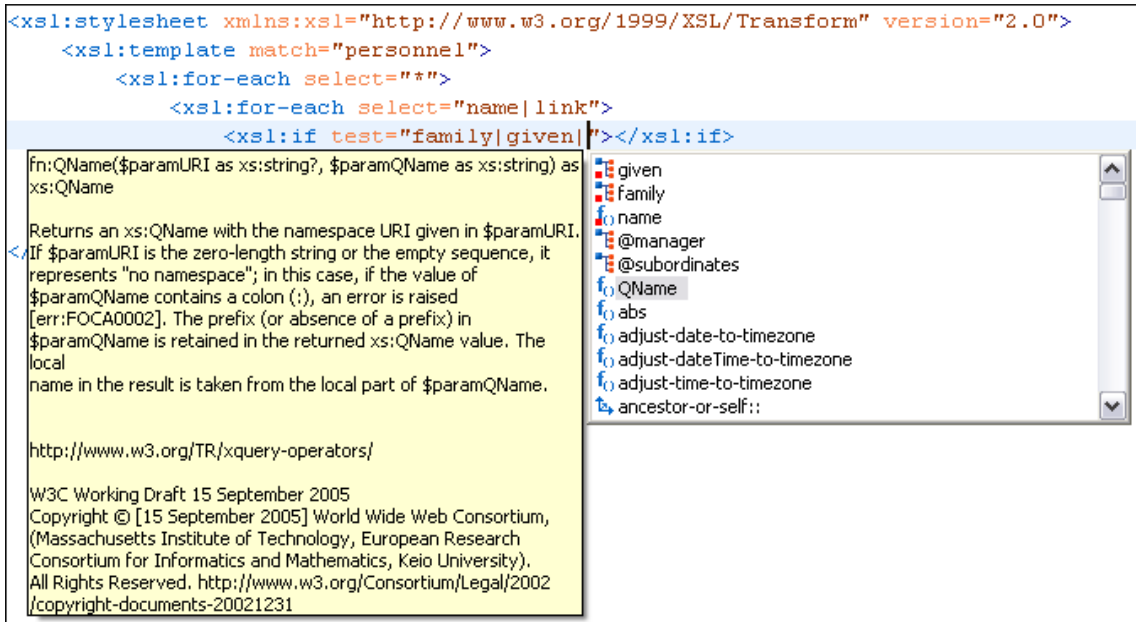 <xsl:stylesheet xmlns:xsl="http://www.w3.org/1999/XSL/Transform" version="2.0">
<xsl:template match="personnel">
<xsl:for-each select="*">
<xsl:for-each select="name|link">
<xsl:if test="family|given|"></xsl:if>
</
fn:QName($paramURI as xs:string?, $paramQName as xs:string) as
xs:QName
Returns an xs:QName with the namespace URI given in $paramURI.
If $paramURI is the zero-length string or the empty sequence, it
represents "no namespace"; in this case, if the value of
$paramQName contains a colon (:), an error is raised
[err:FOCA0002]. The prefix (or absence of a prefix) in
$paramQName is retained in the returned xs:QName value. The
local
name in the result is taken from the local part of $paramQName.
http://www.w3.org/TR/xquery-operators/
W3C Working Draft 15 September 2005
Copyright © [15 September 2005] World Wide Web Consortium,
(Massachusetts Institute of Technology, European Research
Consortium for Informatics and Mathematics, Keio University).
All Rights Reserved. http://www.w3.org/Consortium/Legal/2002
/copyright-documents-20021231
given
family
f() name
@manager
@subordinates
f() QName
f() abs
f() adjust-date-to-timezone
f() adjust-dateTime-to-timezone
f() adjust-time-to-timezone
ancestor-or-self::